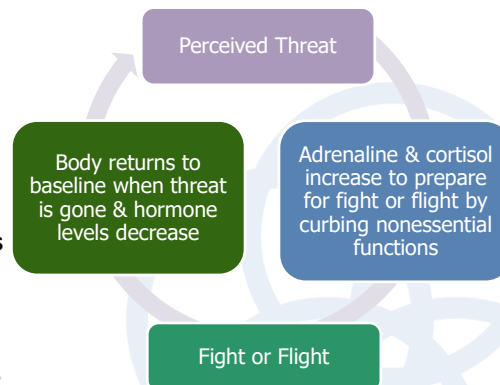 Perceived Threat
Body returns to
baseline when threat
is gone & hormone
levels decrease
Adrenaline & cortisol
increase to prepare
for fight or flight by
curbing nonessential
functions
s
Fight or Flight